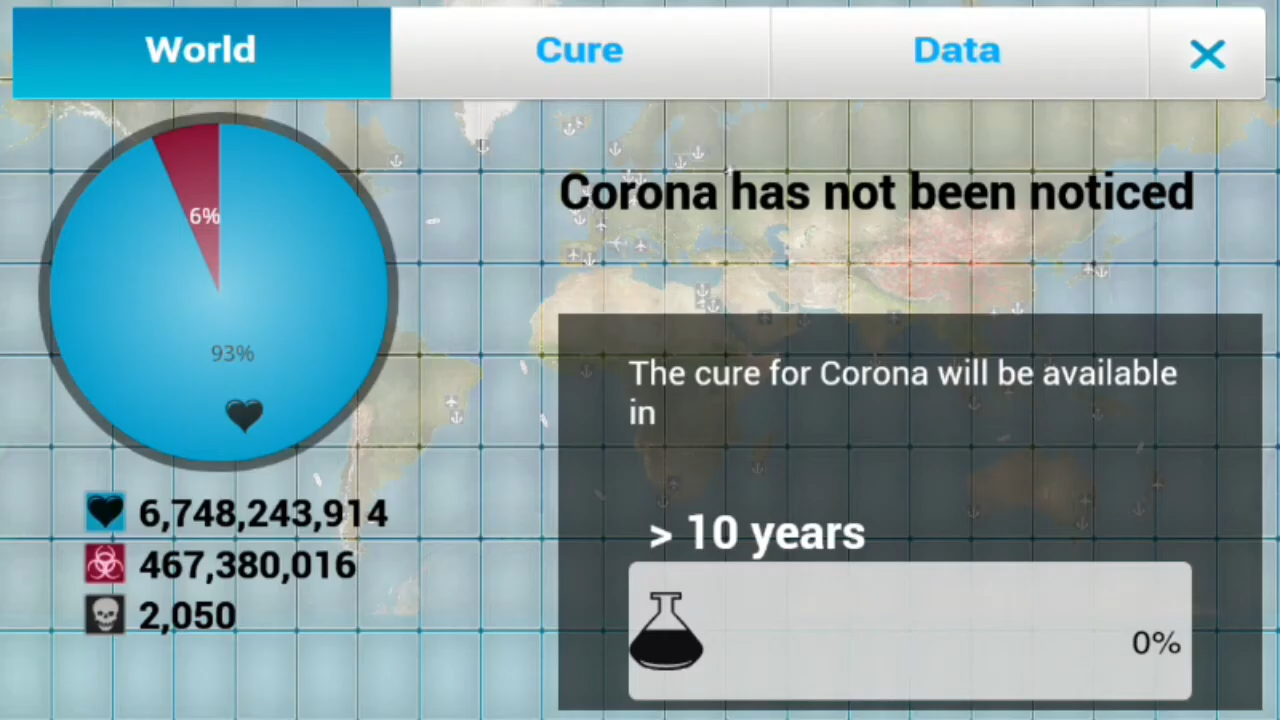 World
Cure
Data
6%
93%
6,748,243,914
467,380,016
2,050
Corona has not been noticed
The cure for Corona will be available
in
> 10 years
0%